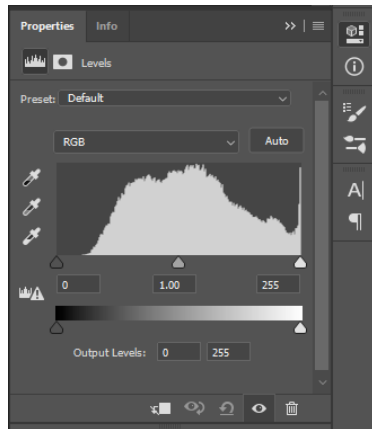 Properties Info
Levels
Preset: Default
RGB Auto
0 1.00 255
Output Levels: 0 255